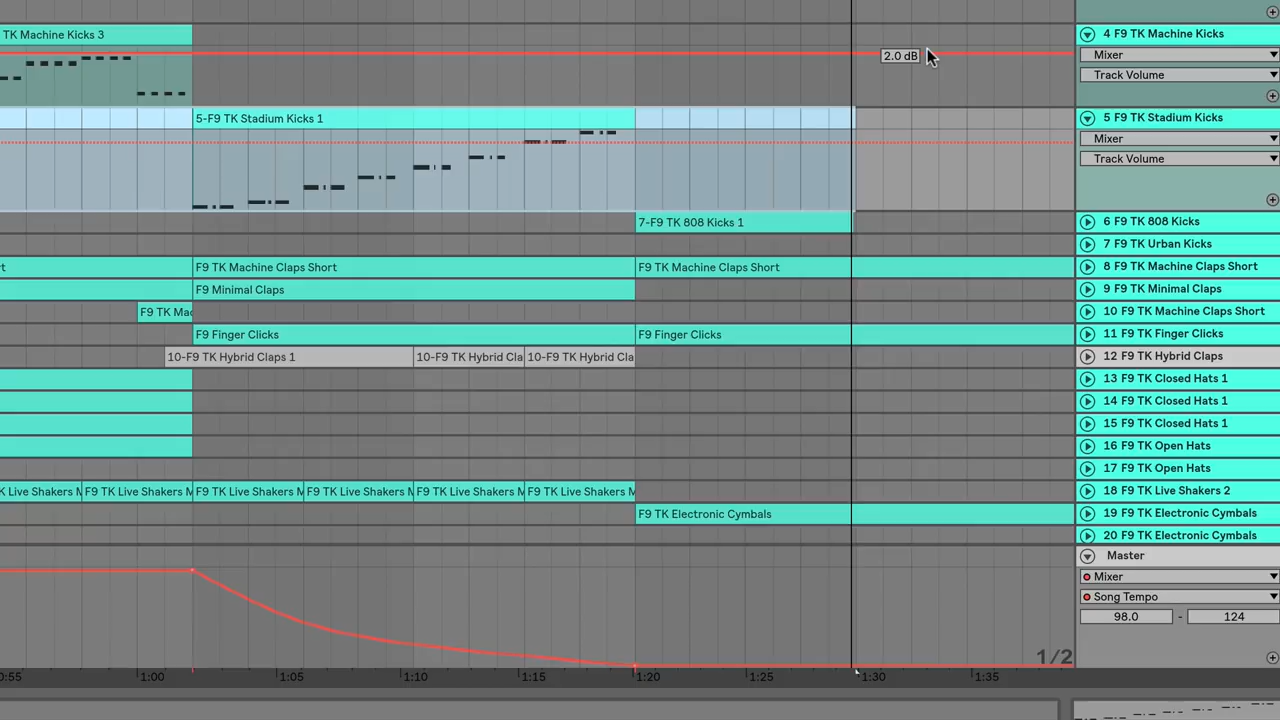 TK Machine Kicks 3
4 F9 TK Machine Kicks
2.0 dB
Mixer
Track Volume
5-F9 TK Stadium Kicks 1
5 F9 TK Stadium Kicks
Mixer
Track Volume
7-F9 TK 808 Kicks 1
6 F9 TK 808 Kicks
7 F9 TK Urban Kicks
t
F9 TK Machine Claps Short
F9 TK Machine Claps Short
8 F9 TK Machine Claps Short
F9 Minimal Claps
9 F9 TK Minimal Claps
F9 TK Mac
10 F9 TK Machine Claps Short
F9 Finger Clicks
F9 Finger Clicks
11 F9 TK Finger Clicks
10-F9 TK Hybrid Claps 1
10-F9 TK Hybrid Cla
10-F9 TK Hybrid Cla
12 F9 TK Hybrid Claps
13 F9 TK Closed Hats 1
14 F9 TK Closed Hats 1
15 F9 TK Closed Hats 1
16 F9 TK Open Hats
17 F9 TK Open Hats
K Live Shakers M
F9 TK Live Shakers M
F9 TK Live Shakers M
F9 TK Live Shakers M
F9 TK Live Shakers M
F9 TK Live Shakers M
18 F9 TK Live Shakers 2
F9 TK Electronic Cymbals
19 F9 TK Electronic Cymbals
20 F9 TK Electronic Cymbals
Master
Mixer
Song Tempo
98.0 - 124
1/2
0:55 1:00 1:05 1:10 1:15 1:20 1:25 1:30 1:35